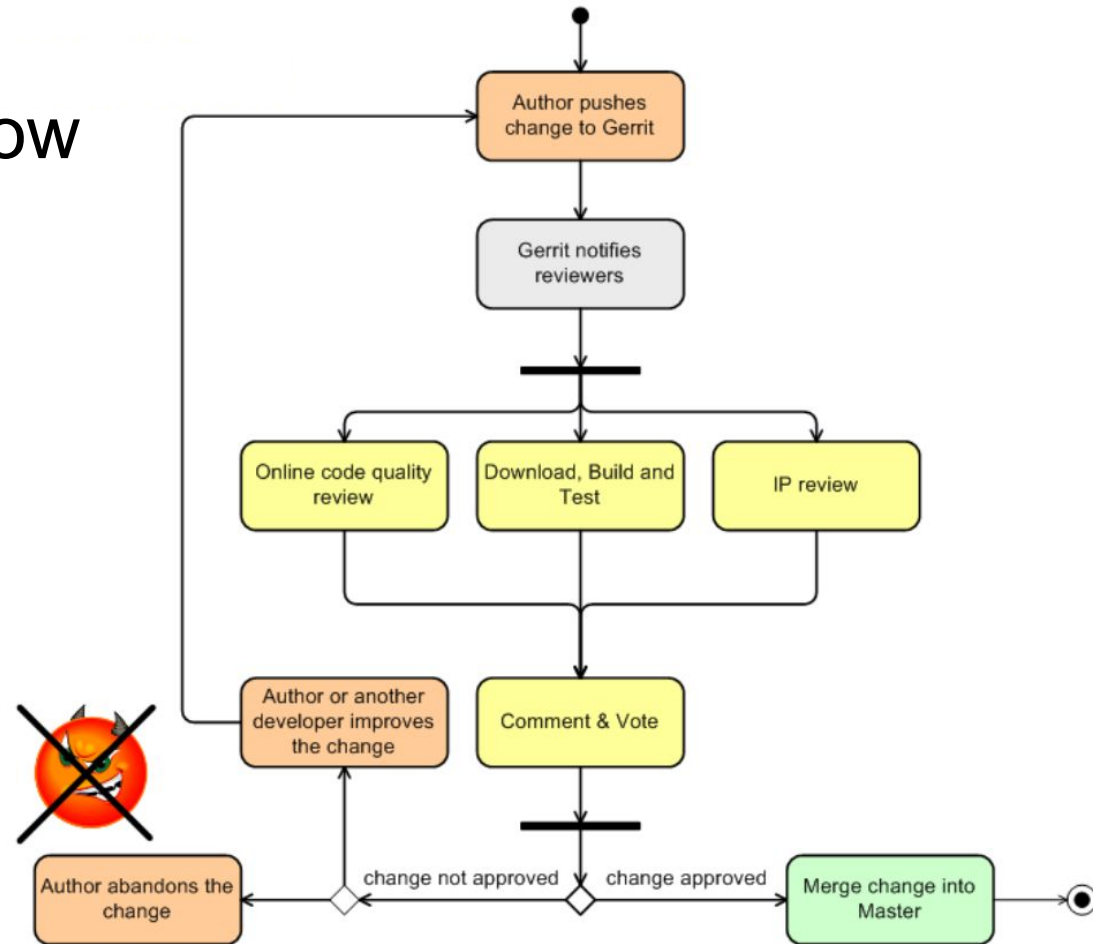 ow
Author pushes
change to Gerrit
Gerrit notifies
reviewers
Online code quality
review
Download, Build and
Test
IP review
Author or another
developer improves
the change
Comment & Vote
change not approved
change approved
Author abandons the
change
Merge change into
Master